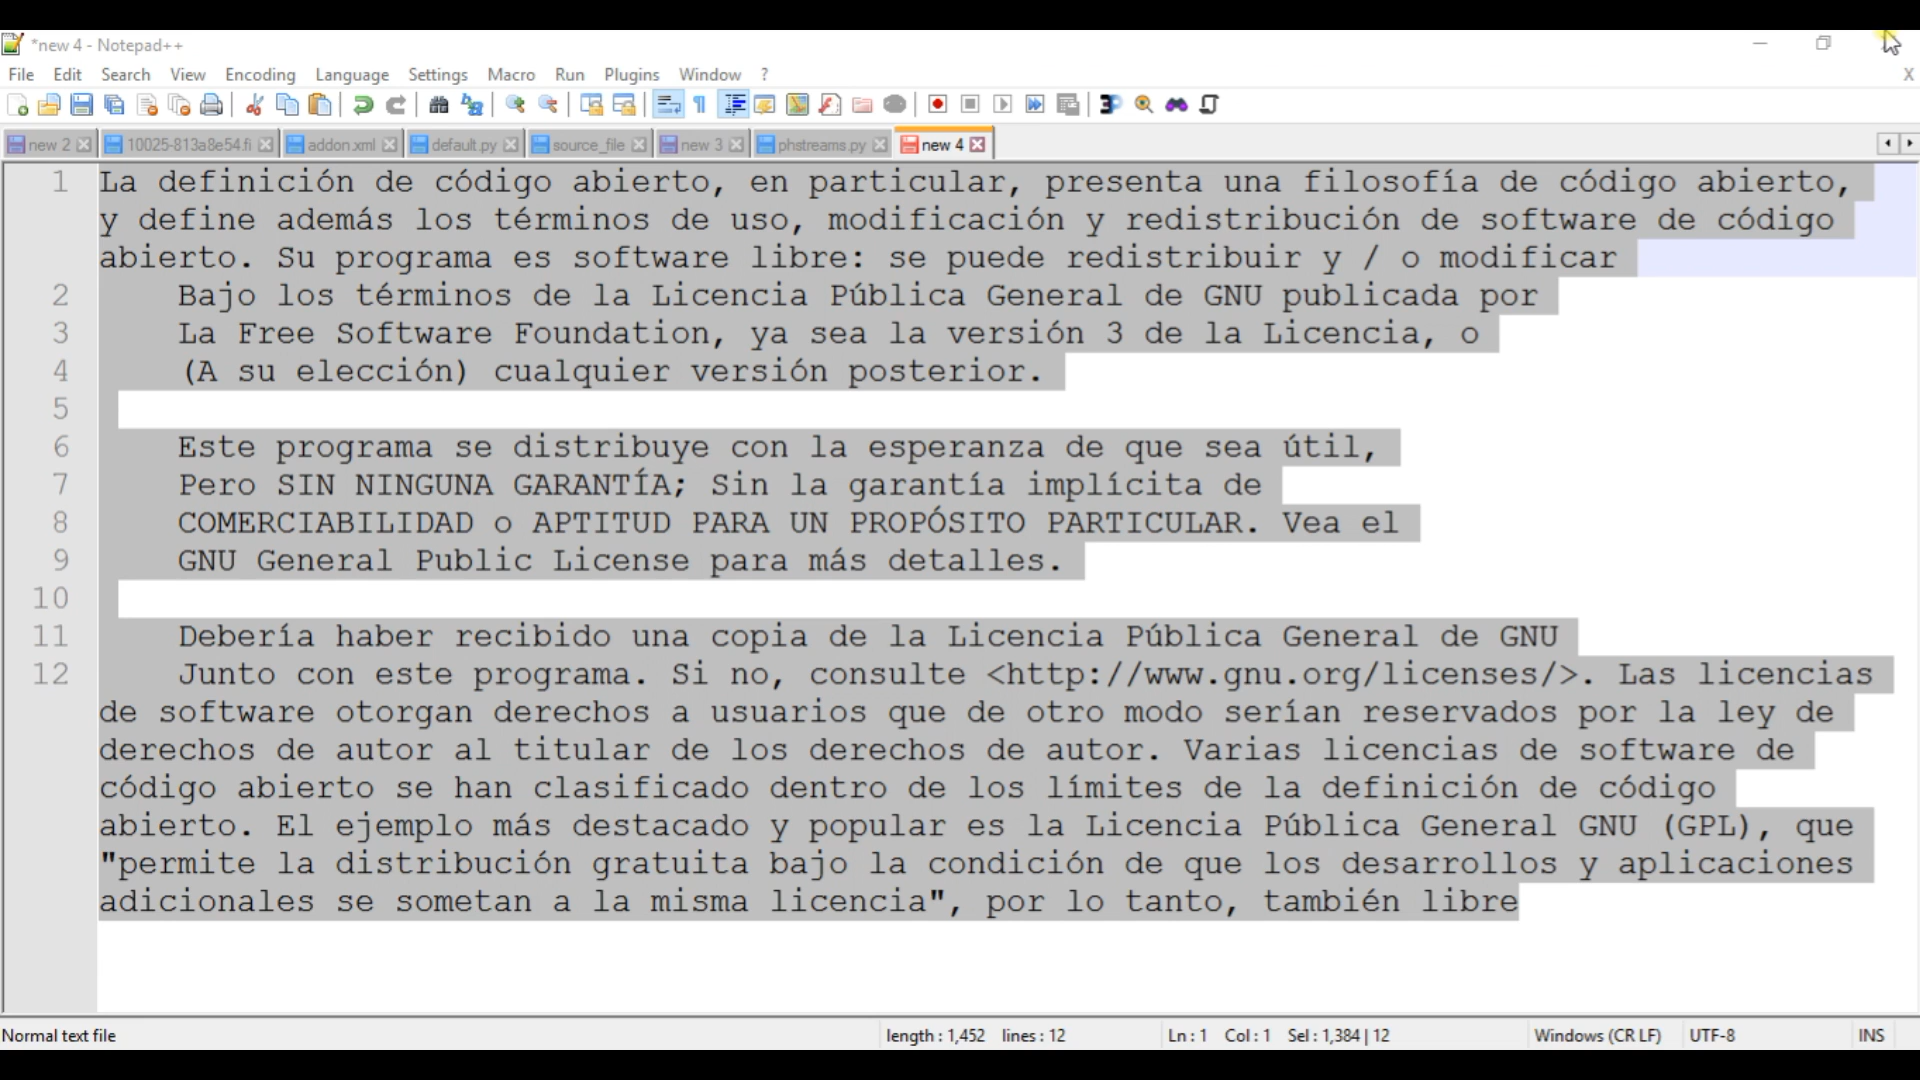 *new 4 - Notepad++
File Edit Search View Encoding Language Settings Macro Run Plugins Window ?
X
new 2 10025-813a8e54.fi addon.xml default.py source_file new 3 phstreams.py new 4
1 La definición de código abierto, en particular, presenta una filosofía de código abierto,
y define además los términos de uso, modificación y redistribución de software de código
abierto. Su programa es software libre: se puede redistribuir y / o modificar
2 Bajo los términos de la Licencia Pública General de GNU publicada por
3 La Free Software Foundation, ya sea la versión 3 de la Licencia, o
4 (A su elección) cualquier versión posterior.
5
6 Este programa se distribuye con la esperanza de que sea útil,
7 Pero SIN NINGUNA GARANTÍA; Sin la garantía implícita de
8 COMERCIABILIDAD o APTITUD PARA UN PROPÓSITO PARTICULAR. Vea el
9 GNU General Public License para más detalles.
10
11 Debería haber recibido una copia de la Licencia Pública General de GNU
12 Junto con este programa. Si no, consulte <http://www.gnu.org/licenses/>. Las licencias
de software otorgan derechos a usuarios que de otro modo serían reservados por la ley de
derechos de autor al titular de los derechos de autor. Varias licencias de software de
código abierto se han clasificado dentro de los límites de la definición de código
abierto. El ejemplo más destacado y popular es la Licencia Pública General GNU (GPL), que
"permite la distribución gratuita bajo la condición de que los desarrollos y aplicaciones
adicionales se sometan a la misma licencia", por lo tanto, también libre
Normal text file length : 1,452 lines : 12 Ln : 1 Col : 1 Sel : 1,384 | 12 Windows (CR LF) UTF-8 INS